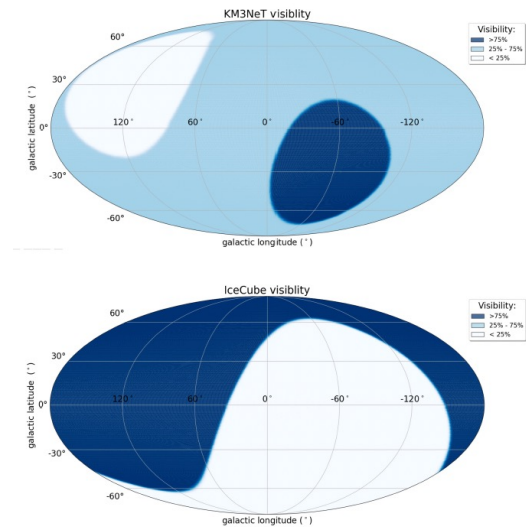 KM3NeT visiblity
Visibility:
>75%
25% - 75%
< 25%
60°
30°
0°
-30°
-60°
120° 60° 0° -60° -120°
galactic latitude (°)
galactic longitude (°)
IceCube visiblity
Visibility:
>75%
25% - 75%
< 25%
60°
30°
0°
-30°
-60°
120° 60° 0° -60° -120°
galactic latitude (°)
galactic longitude (°)